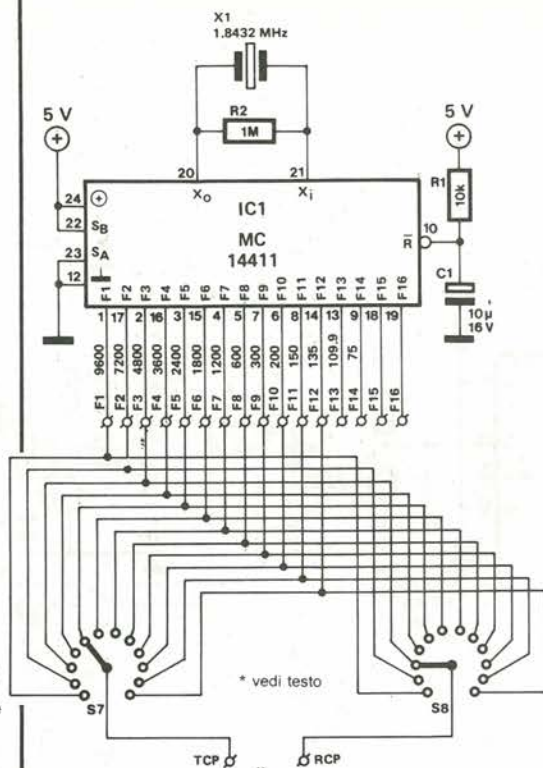 X1
1.8432 MHz
5 V
R2
1M
5 V
20
21
R1
10k
24
22
23
12
X₀
Xᵢ
S_B
S_A
IC1
MC
14411
R̅
10
C1
10µ
16V
F1 F2 F3 F4 F5 F6 F7 F8 F9 F10 F11 F12 F13 F14 F15 F16
1 17 2 16 3 15 4 5 7 6 8 14 13 9 18 19
9600 7200 4800 3600 2400 1800 1200 600 300 200 150 135 109.9 75
F1 F2 F3 F4 F5 F6 F7 F8 F9 F10 F11 F12 F13 F14 F15 F16
* vedi testo
S7
S8
TCP
RCP